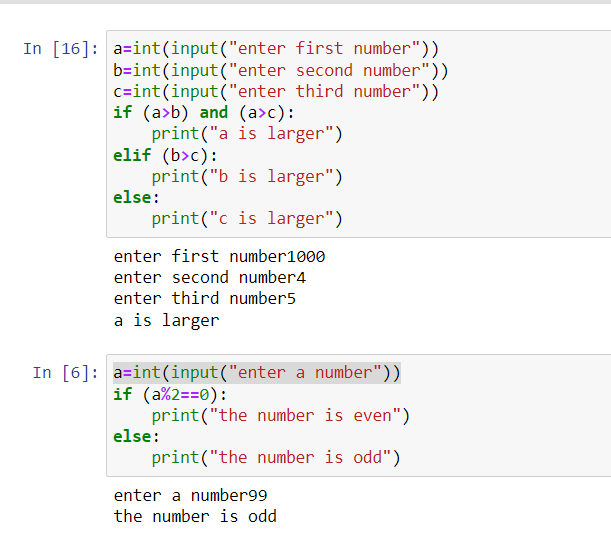 In [16]: a=int(input("enter first number"))
b=int(input("enter second number"))
c=int(input("enter third number"))
if (a>b) and (a>c):
    print("a is larger")
elif (b>c):
    print("b is larger")
else:
    print("c is larger")
enter first number1000
enter second number4
enter third number5
a is larger
In [6]: a=int(input("enter a number"))
if (a%2==0):
    print("the number is even")
else:
    print("the number is odd")
enter a number99
the number is odd